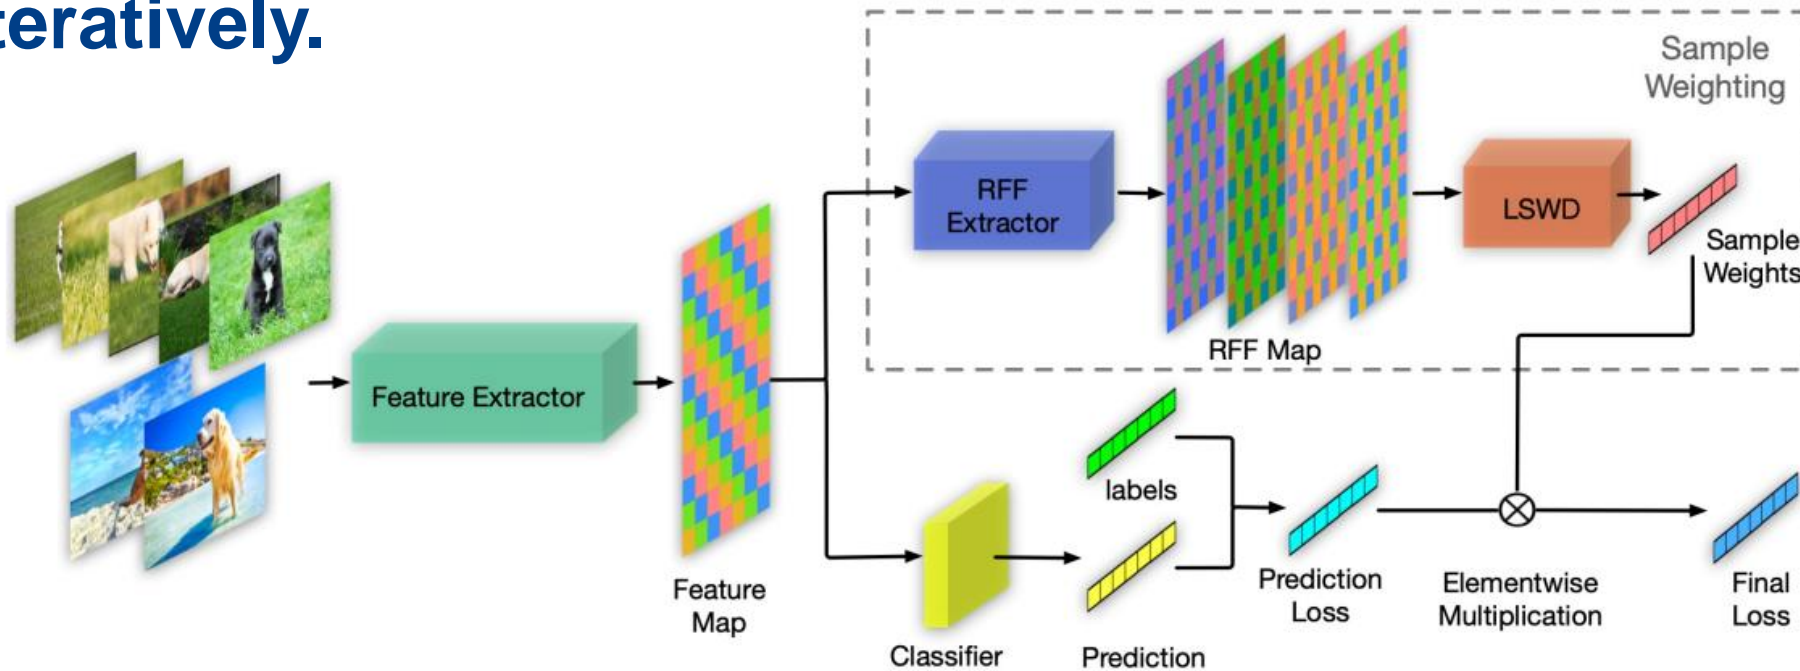 teratively.
Sample
Weighting
RFF
Extractor
LSWD
Sample
Weights
RFF Map
Feature Extractor
labels
Feature
Map
Classifier
Prediction
Prediction
Loss
Elementwise
Multiplication
Final
Loss